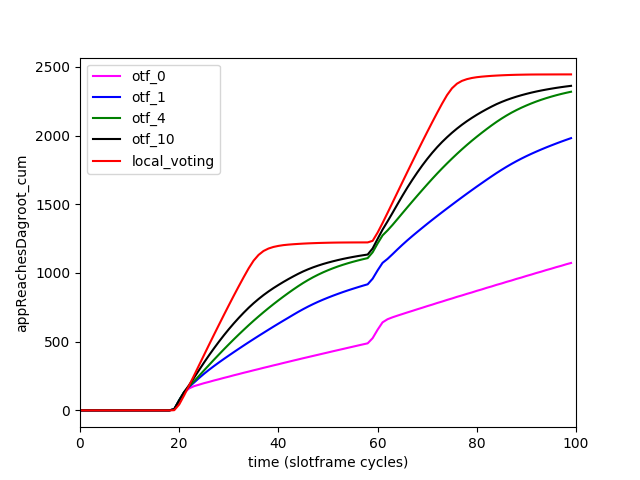 2500
2000
1500
1000
500
0
appReachesDagroot_cum
otf_0
otf_1
otf_4
otf_10
local_voting
0 20 40 60 80 100
time (slotframe cycles)